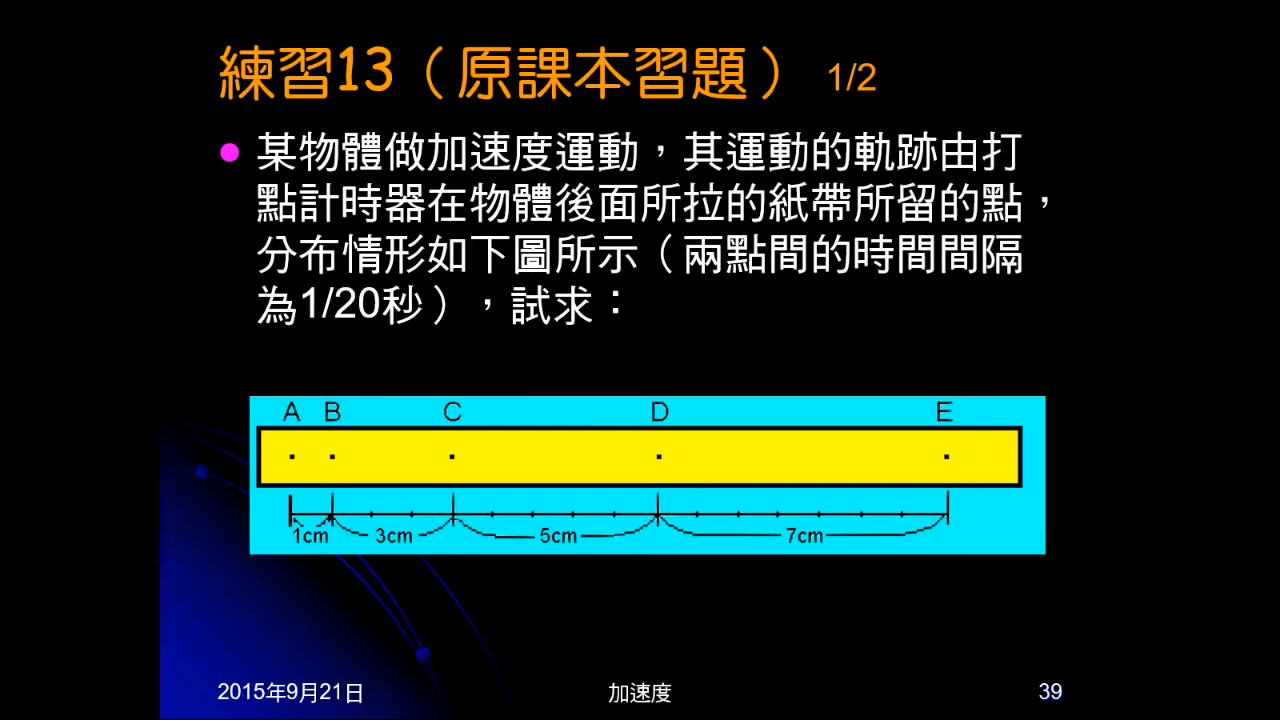 練習13（原課本習題） 1/2
某物體做加速度運動，其運動的軌跡由打
點計時器在物體後面所拉的紙帶所留的點，
分布情形如下圖所示（兩點間的時間間隔
為1/20秒），試求：
A B C D E
1cm 3cm 5cm 7cm
2015年9月21日 加速度 39